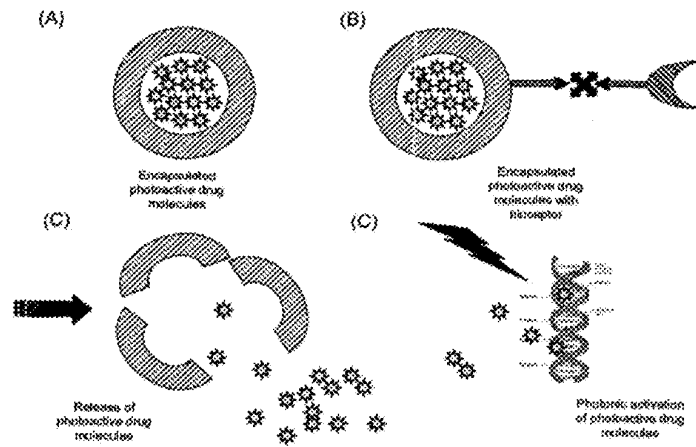 (A)
(B)
Encapsulated
photoactive drug
molecules
Encapsulated
photoactive drug
molecules with
bioreceptor
(C)
(C)
Release of
photoactive drug
molecules
Photonic activation
of photoactive drug
molecules